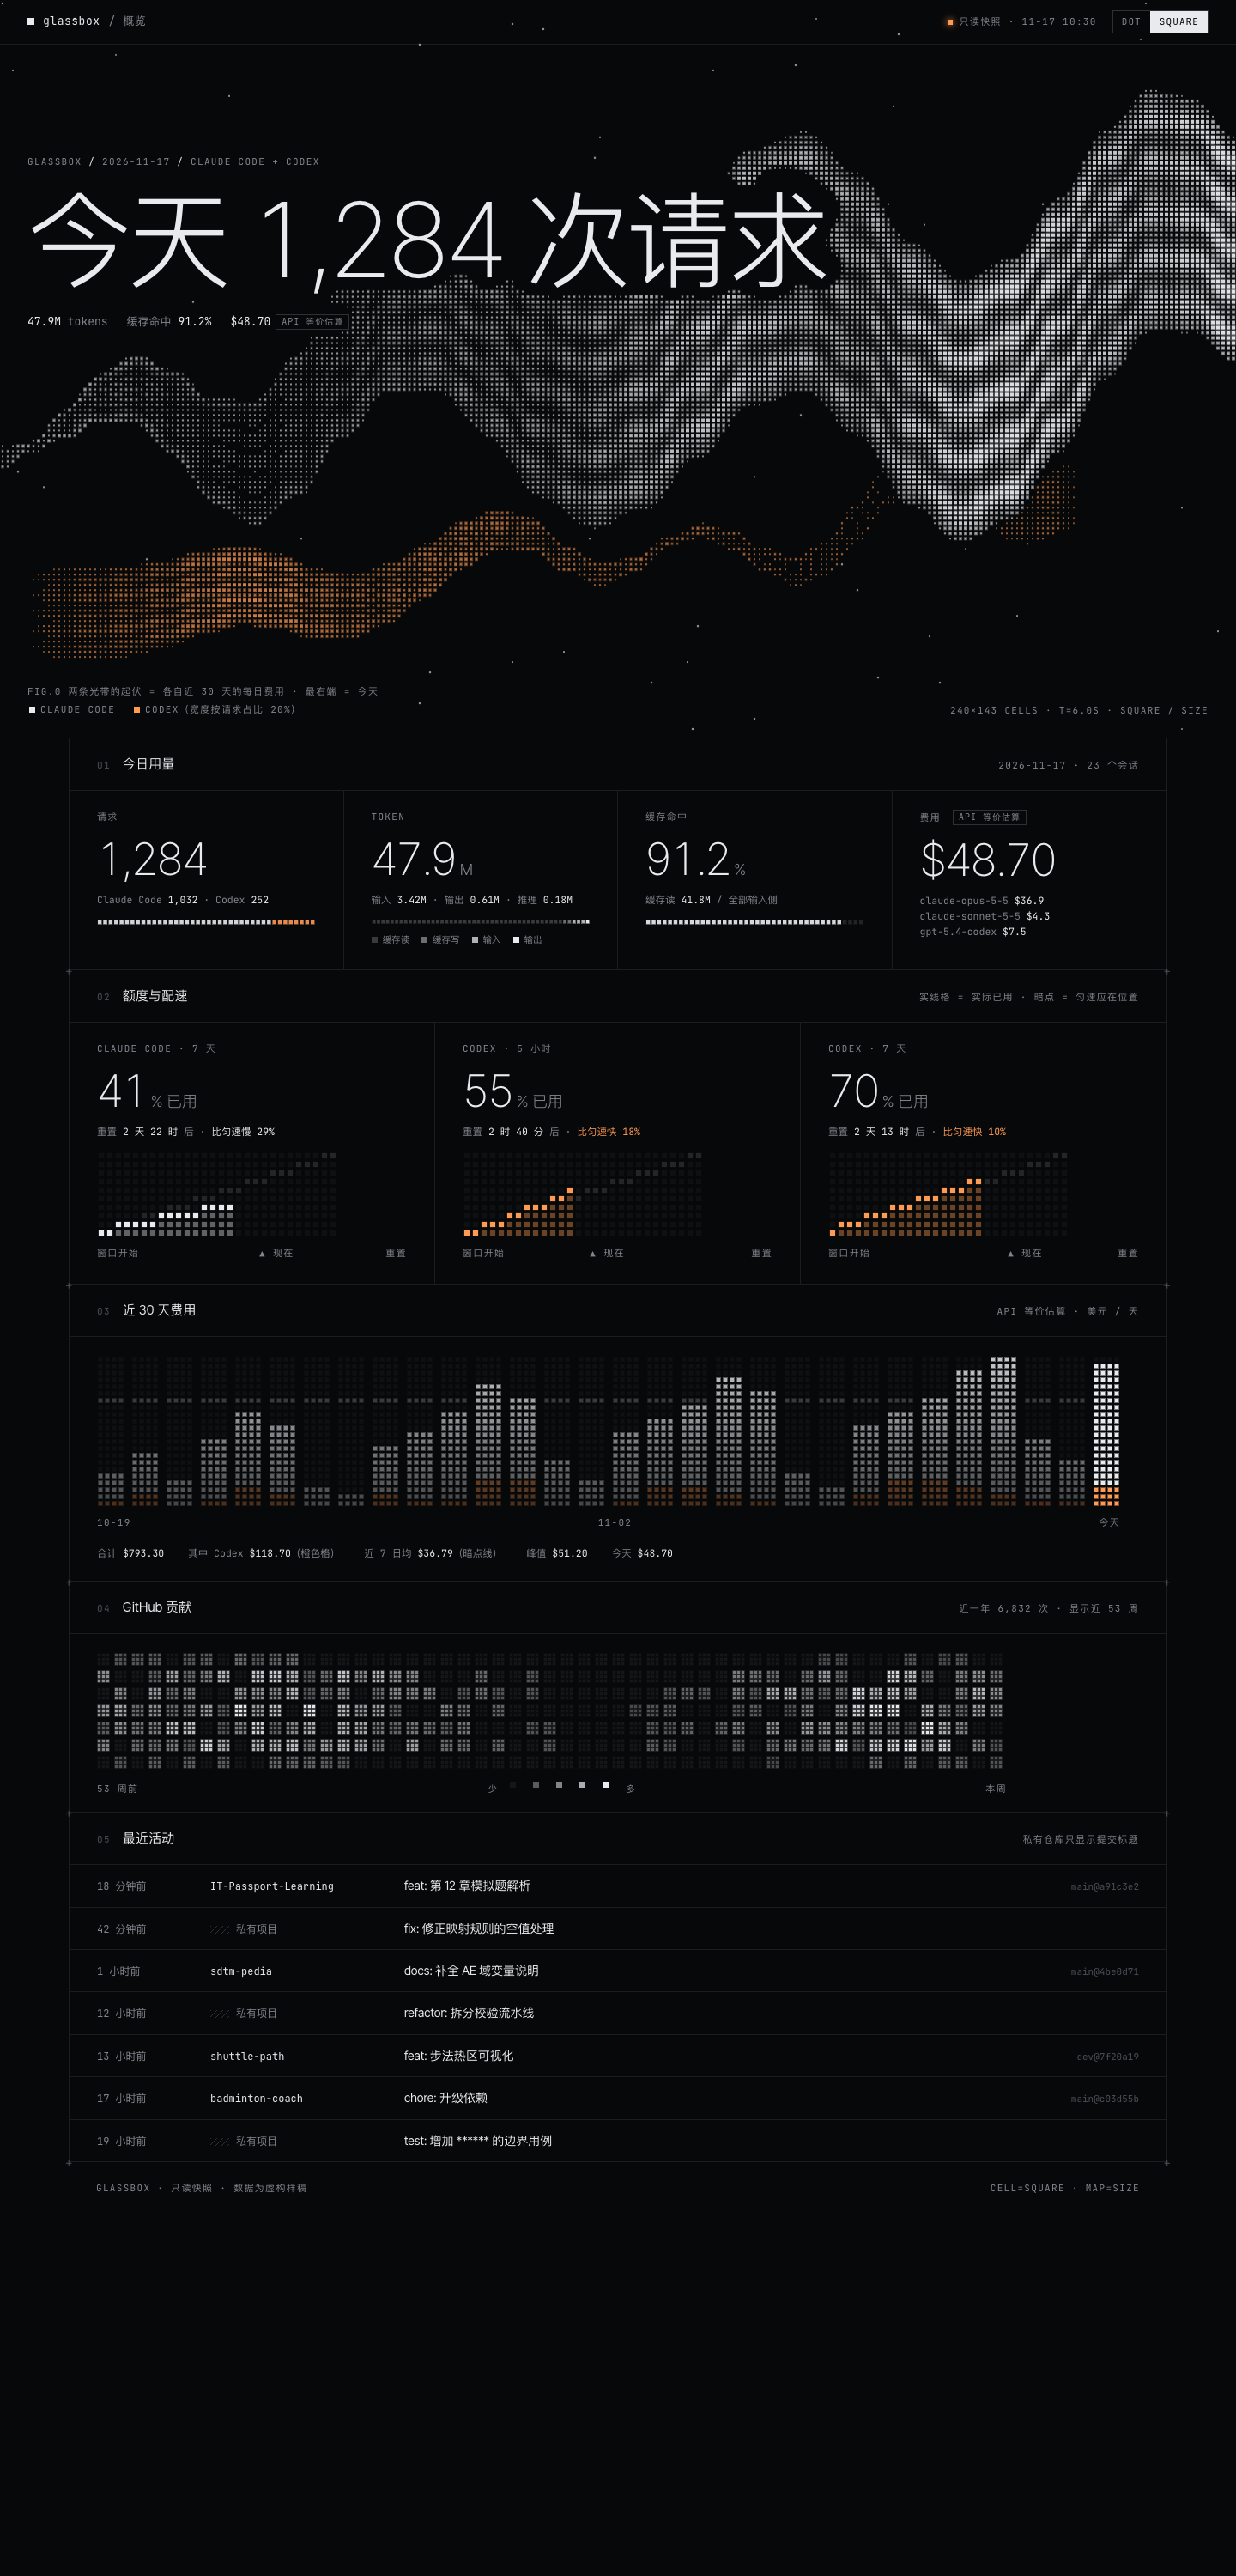 glassbox / 概览
只读快照 · 11-17 10:30
DOT SQUARE
GLASSBOX / 2026-11-17 / CLAUDE CODE + CODEX
今天 1,284 次请求
47.9M tokens 缓存命中 91.2% $48.70 API 等价估算
FIG.0 两条光带的起伏 = 各自近 30 天的每日费用 · 最右端 = 今天
CLAUDE CODE CODEX (宽度按请求占比 20%)
240×143 CELLS · T=6.0S · SQUARE / SIZE
01 今日用量
2026-11-17 · 23 个会话
请求
1,284
Claude Code 1,032 · Codex 252
TOKEN
47.9 M
输入 3.42M · 输出 0.61M · 推理 0.18M
缓存读 缓存写 输入 输出
缓存命中
91.2 %
缓存读 41.8M / 全部输入侧
费用 API 等价估算
$48.70
claude-opus-5-5 $36.9
claude-sonnet-5-5 $4.3
gpt-5.4-codex $7.5
02 额度与配速
实线格 = 实际已用 · 暗点 = 匀速应在位置
CLAUDE CODE · 7 天
41 % 已用
重置 2 天 22 时 后 · 比匀速慢 29%
窗口开始 ▲ 现在 重置
CODEX · 5 小时
55 % 已用
重置 2 时 40 分 后 · 比匀速快 18%
窗口开始 ▲ 现在 重置
CODEX · 7 天
70 % 已用
重置 2 天 13 时 后 · 比匀速快 10%
窗口开始 ▲ 现在 重置
03 近 30 天费用
API 等价估算 · 美元 / 天
10-19 11-02 今天
合计 $793.30 其中 Codex $118.70 (橙色格) 近 7 日均 $36.79 (暗点线) 峰值 $51.20 今天 $48.70
04 GitHub 贡献
近一年 6,832 次 · 显示近 53 周
53 周前 少 多 本周
05 最近活动
私有仓库只显示提交标题
18 分钟前 IT-Passport-Learning feat: 第 12 章模拟题解析 main@a91c3e2
42 分钟前 私有项目 fix: 修正映射规则的空值处理
1 小时前 sdtm-pedia docs: 补全 AE 域变量说明 main@4be0d71
12 小时前 私有项目 refactor: 拆分校验流水线
13 小时前 shuttle-path feat: 步法热区可视化 dev@7f20a19
17 小时前 badminton-coach chore: 升级依赖 main@c03d55b
19 小时前 私有项目 test: 增加 ****** 的边界用例
GLASSBOX · 只读快照 · 数据为虚构样稿
CELL=SQUARE · MAP=SIZE